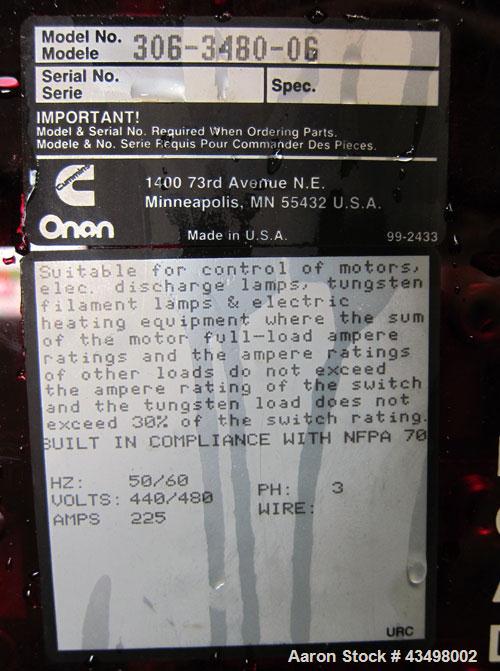 Model No.
Modele
306-3480-06
Serial No.
Serie
Spec.
IMPORTANT!
Model & Serial No. Required When Ordering Parts.
Modele & No. Serie Requis Pour Commander Des Pieces.
Cummins
Onan
1400 73rd Avenue N.E.
Minneapolis, MN 55432 U.S.A.
Made in U.S.A.
99-2433
Suitable for control of motors,
elec. discharge lamps, tungsten
filament lamps & electric
heating equipment where the sum
of the motor full-load ampere
ratings and the ampere ratings
of other loads do not exceed
the ampere rating of the switch
and the tungsten load does not
exceed 30% of the switch rating.
BUILT IN COMPLIANCE WITH NFPA 70
HZ: 50/60
VOLTS: 440/480
AMPS 225
PH: 3
WIRE:
URC
Aaron Stock # 43498002